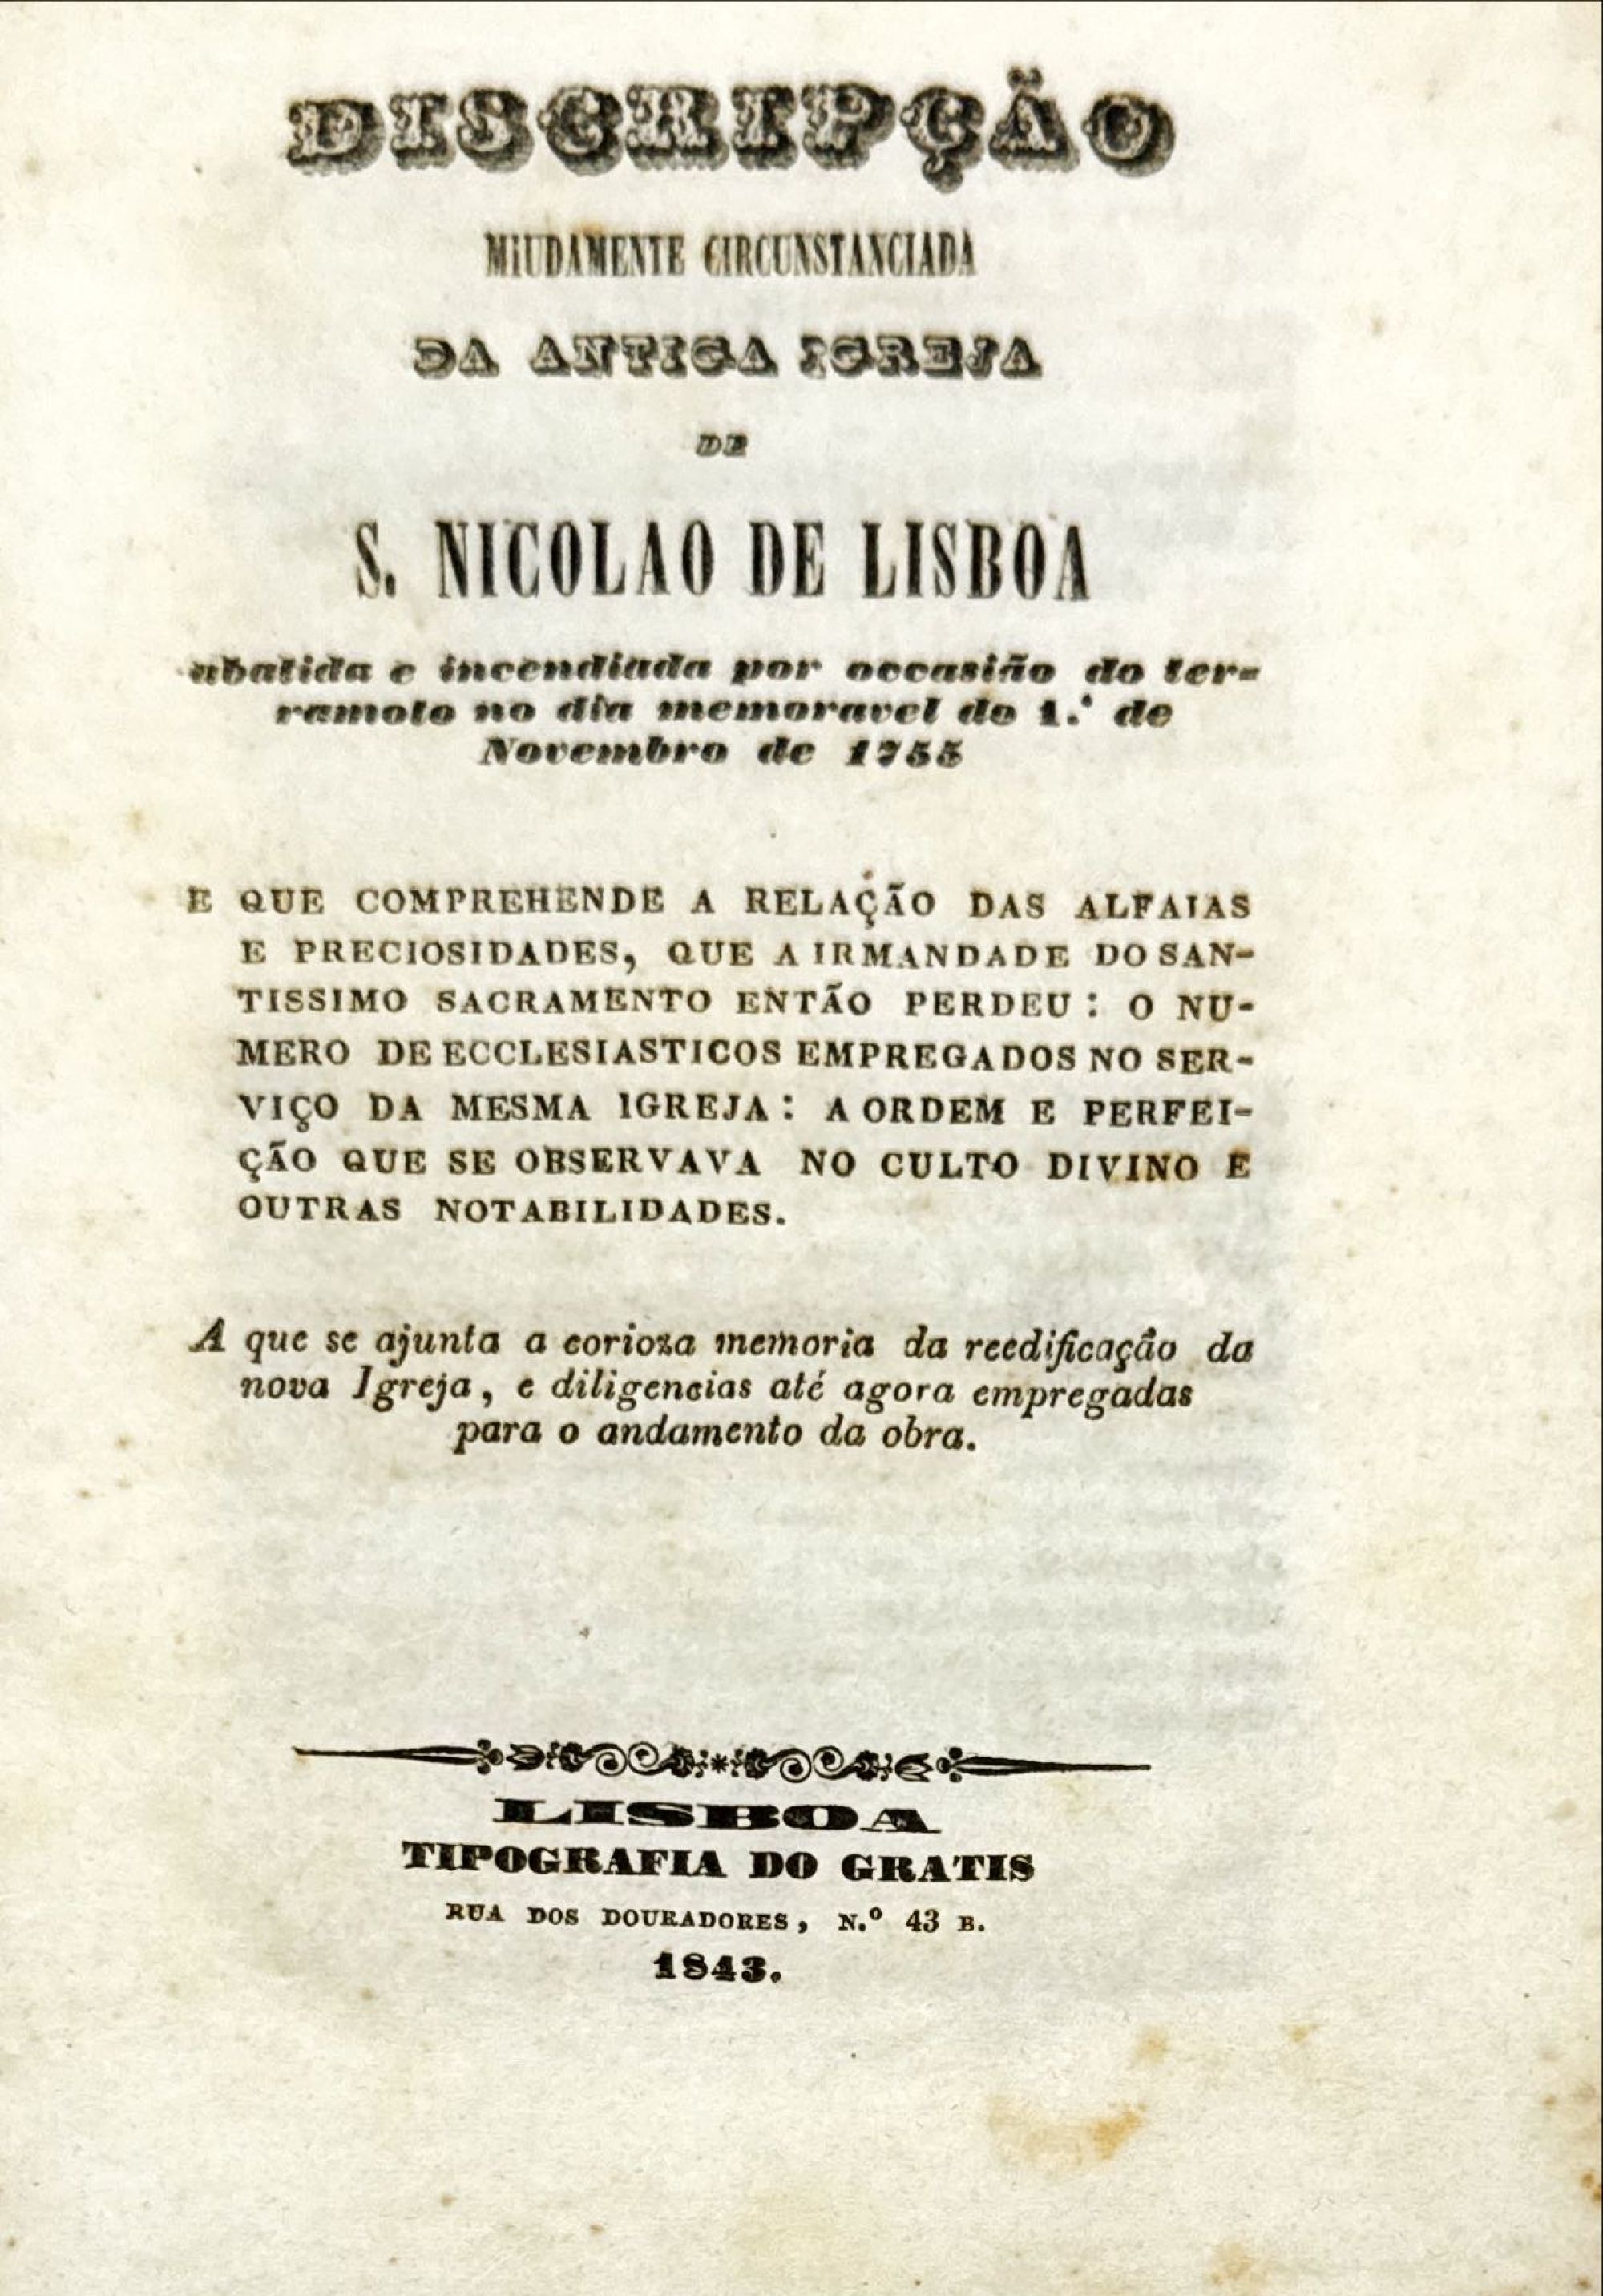 DISCRIPÇÃO
MIUDAMENTE CIRCUNSTANCIADA
DA ANTIGA IGREJA
DE
S. NICOLAO DE LISBOA
abatida e incendiada por occasião do ter-
ramoto no dia memoravel do 1.º de
Novembro de 1755
E QUE COMPREHENDE A RELAÇÃO DAS ALFAIAS
E PRECIOSIDADES, QUE A IRMANDADE DO SAN-
TISSIMO SACRAMENTO ENTÃO PERDEU: O NU-
MERO DE ECCLESIASTICOS EMPREGADOS NO SER-
VIÇO DA MESMA IGREJA: A ORDEM E PERFEI-
ÇÃO QUE SE OBSERVAVA NO CULTO DIVINO E
OUTRAS NOTABILIDADES.
A que se ajunta a corioza memoria da reedificação da
nova Igreja, e diligencias até agora empregadas
para o andamento da obra.
LISBOA
TIPOGRAFIA DO GRATIS
RUA DOS DOURADORES, N.º 43 B.
1843.